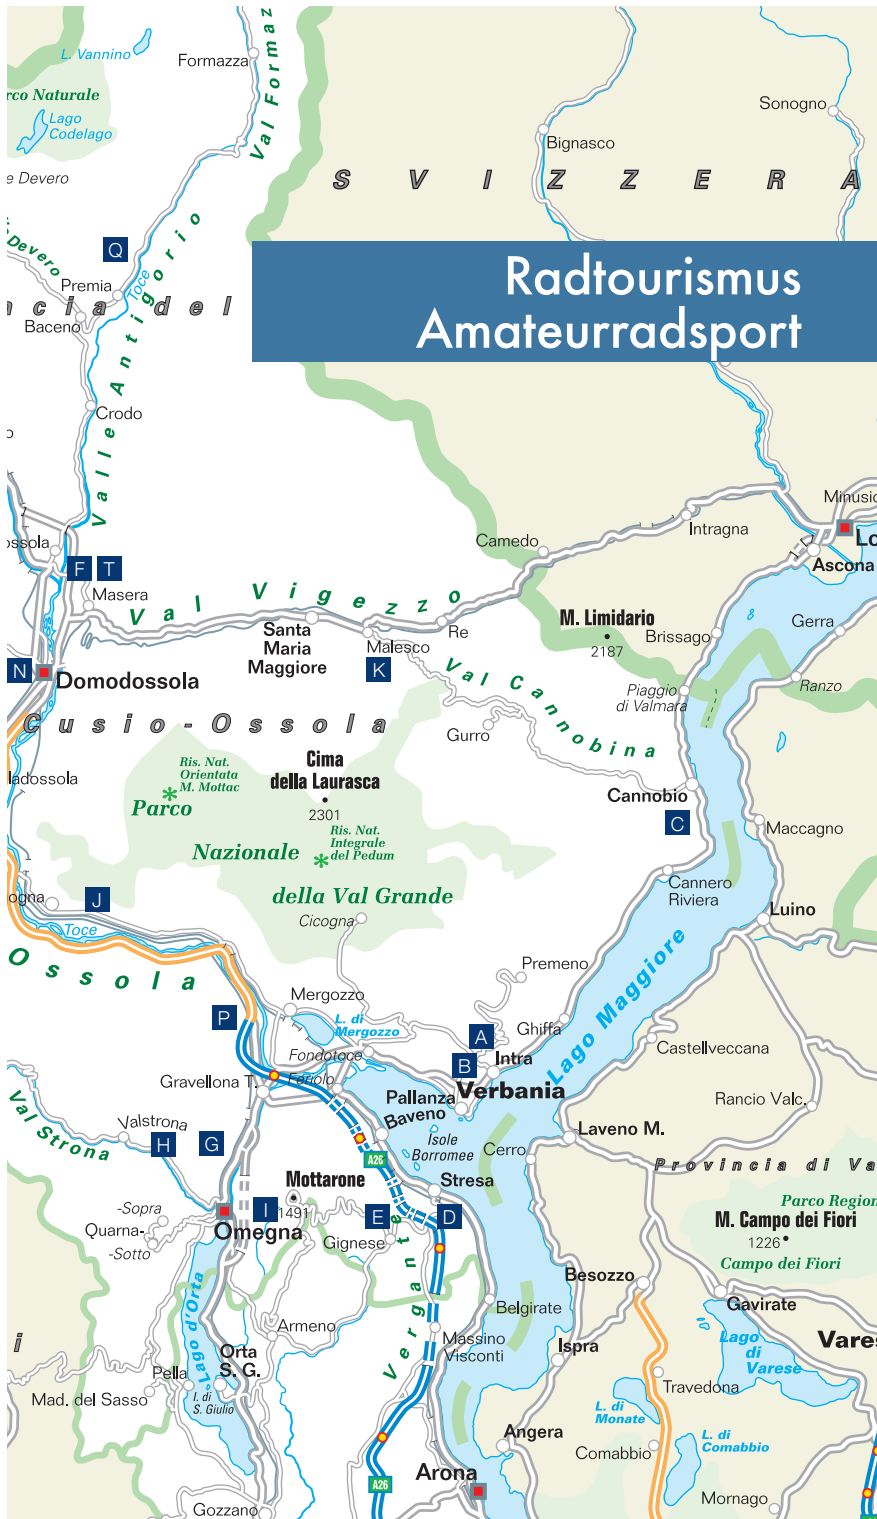 L. Vannino
Formazza
Val Formaz
rco Naturale
Lago
Codelago
e Devero
Sonogno
Bignasco
SVIZZERA
Devero
Q
Premia
Toce
Valle Antigorio
ncia del
Baceno
Radtourismus
Amateurradsport
Crodo
o
Minusio
Intragna
Lo
Ascona
ossola
Camedo
F
T
Masera
Val Vigezzo
Santa
Maria
Maggiore
Malesco
Re
M. Limidario
2187
Brissago
Gerra
N
Domodossola
K
Val Cannobina
Piaggio
di Valmara
Ranzo
Cusio-Ossola
Gurro
ladossola
Ris. Nat.
Orientata
M. Mottac
Cima
della Laurasca
2301
Parco
Nazionale
della Val Grande
Ris. Nat.
Integrale
del Pedum
Cannobio
C
Maccagno
ogna
J
Toce
Cicogna
Cannero
Riviera
Luino
Ossola
Premeno
Lago Maggiore
P
Mergozzo
L. di
Mergozzo
A
Ghiffa
Fondotoce
B
Intra
Castellveccana
Gravellona T.
Feriolo
Pallanza
Verbania
Baveno
Rancio Valc.
Val Strona
Valstrona
H
G
Isole
Borromee
Cerro
Laveno M.
A26
Provincia di Va
Mottarone
1491
Stresa
-Sopra
Quarna-
-Sotto
Omegna
I
E
D
Gignese
Parco Region
M. Campo dei Fiori
1226
Campo dei Fiori
Vergante
Besozzo
Lago d'Orta
Armeno
Belgirate
Gavirate
i
Orta
S. G.
Massino
Visconti
Ispra
Lago
di
Varese
Vares
Pella
Mad. del Sasso
I. di
S. Giulio
Travedona
L. di
Monate
Angera
Comabbio
L. di
Comabbio
Arona
A26
Gozzano
Mornago